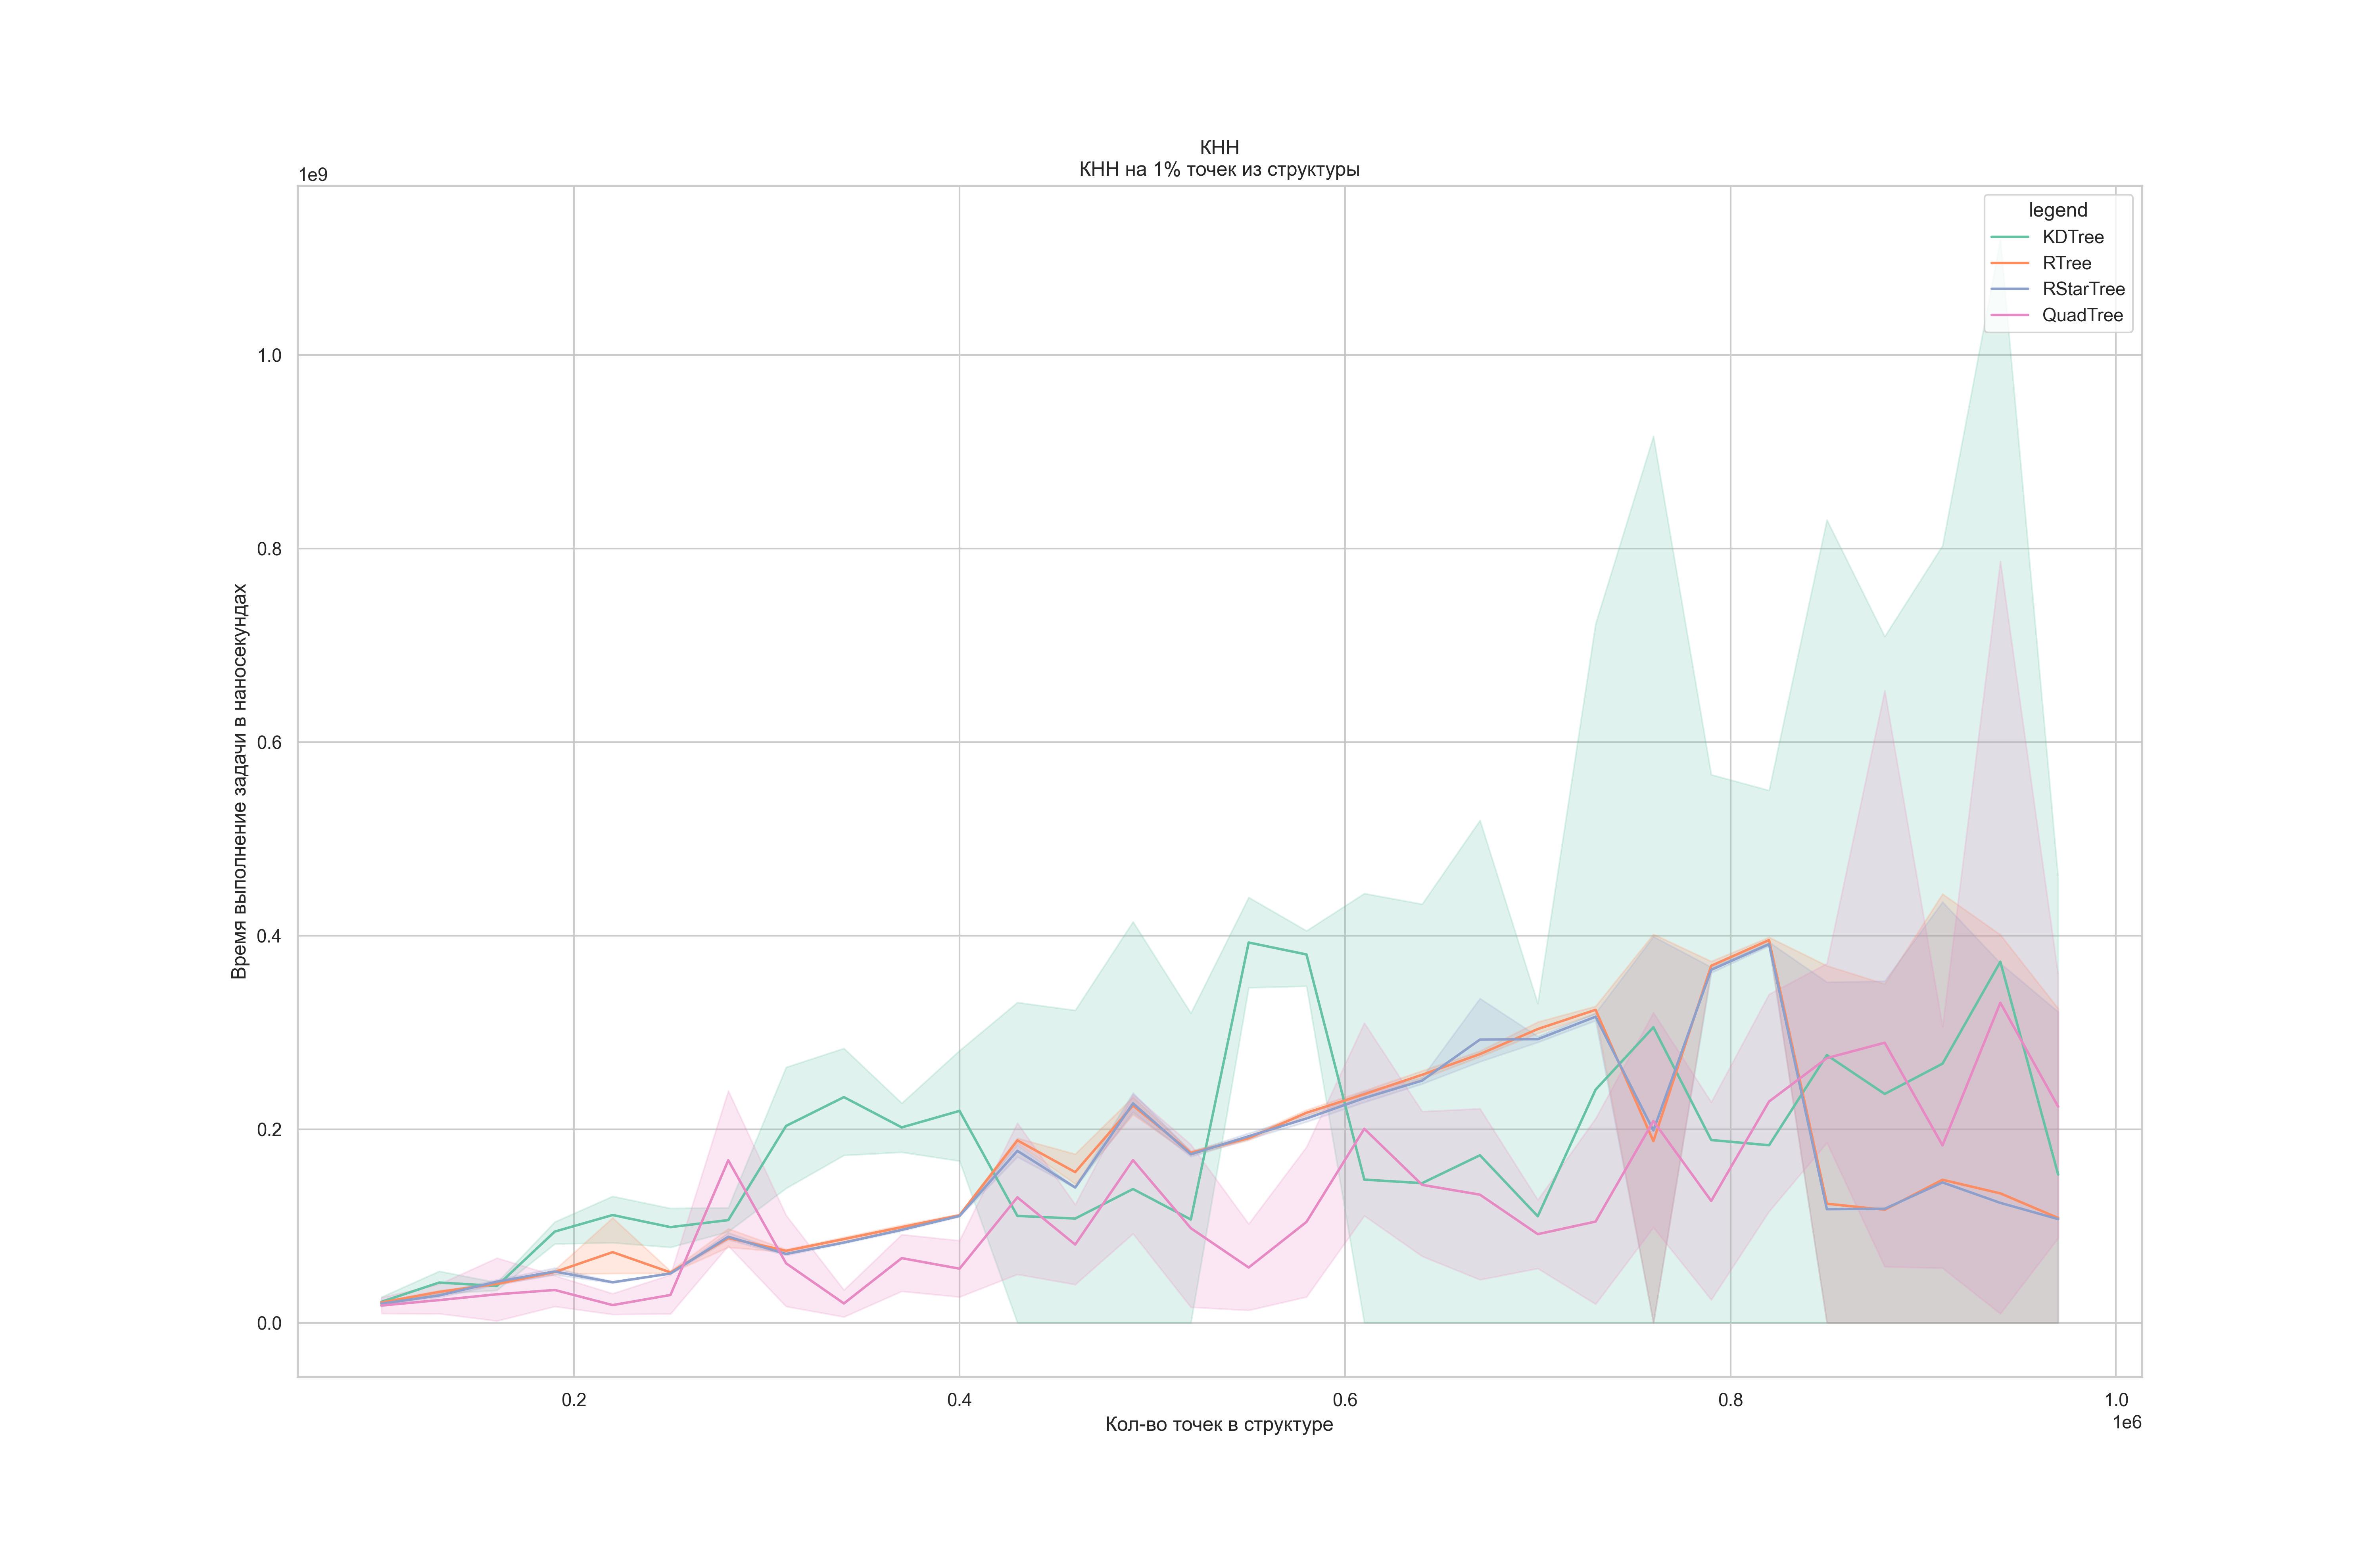 КНН
КНН на 1% точек из структуры
1e9
legend
KDTree
RTree
RStarTree
QuadTree
1.0
0.8
0.6
0.4
0.2
0.0
Время выполнение задачи в наносекундах
0.2
0.4
0.6
0.8
1.0
Кол-во точек в структуре
1e6